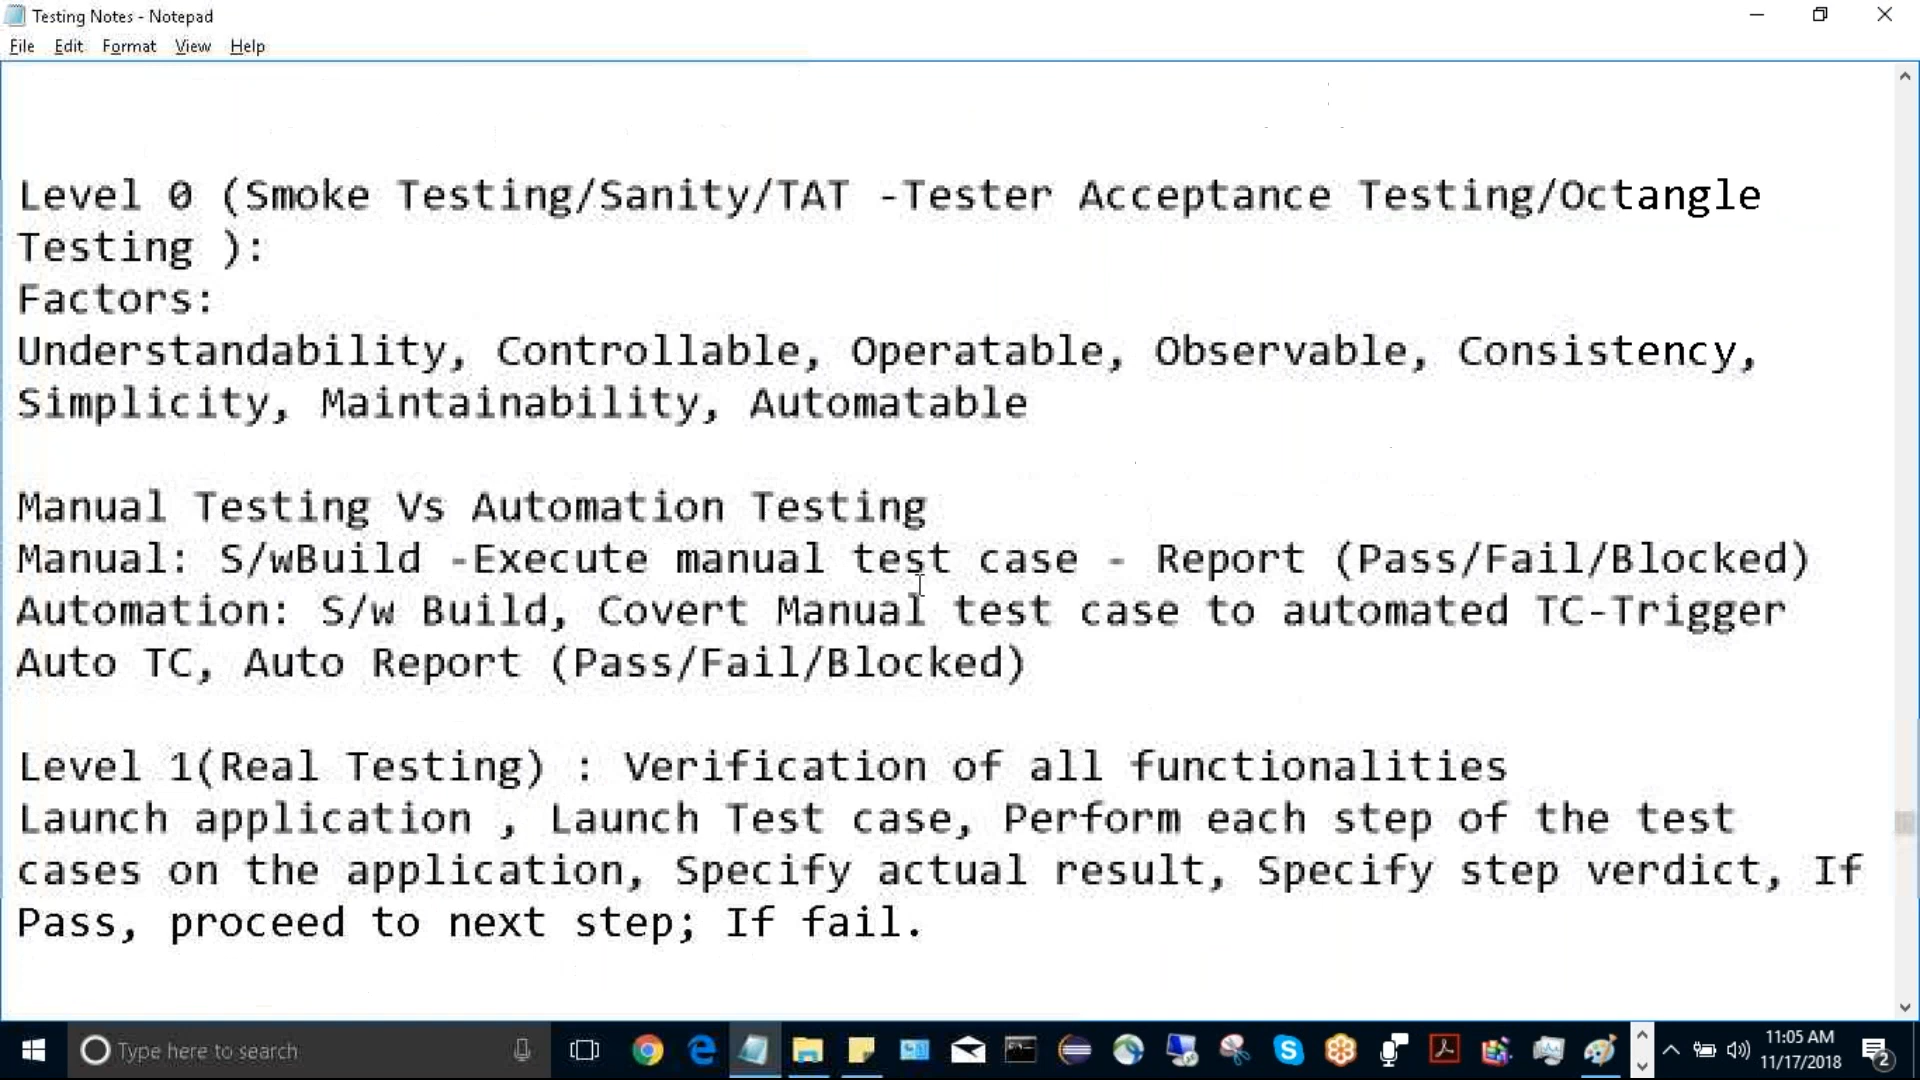 Testing Notes - Notepad
File Edit Format View Help
Level 0 (Smoke Testing/Sanity/TAT -Tester Acceptance Testing/Octangle
Testing ):
Factors:
Understandability, Controllable, Operatable, Observable, Consistency,
Simplicity, Maintainability, Automatable
Manual Testing Vs Automation Testing
Manual: S/wBuild -Execute manual test case - Report (Pass/Fail/Blocked)
Automation: S/w Build, Covert Manual test case to automated TC-Trigger
Auto TC, Auto Report (Pass/Fail/Blocked)
Level 1(Real Testing) : Verification of all functionalities
Launch application , Launch Test case, Perform each step of the test
cases on the application, Specify actual result, Specify step verdict, If
Pass, proceed to next step; If fail.
Type here to search
11:05 AM
11/17/2018
2